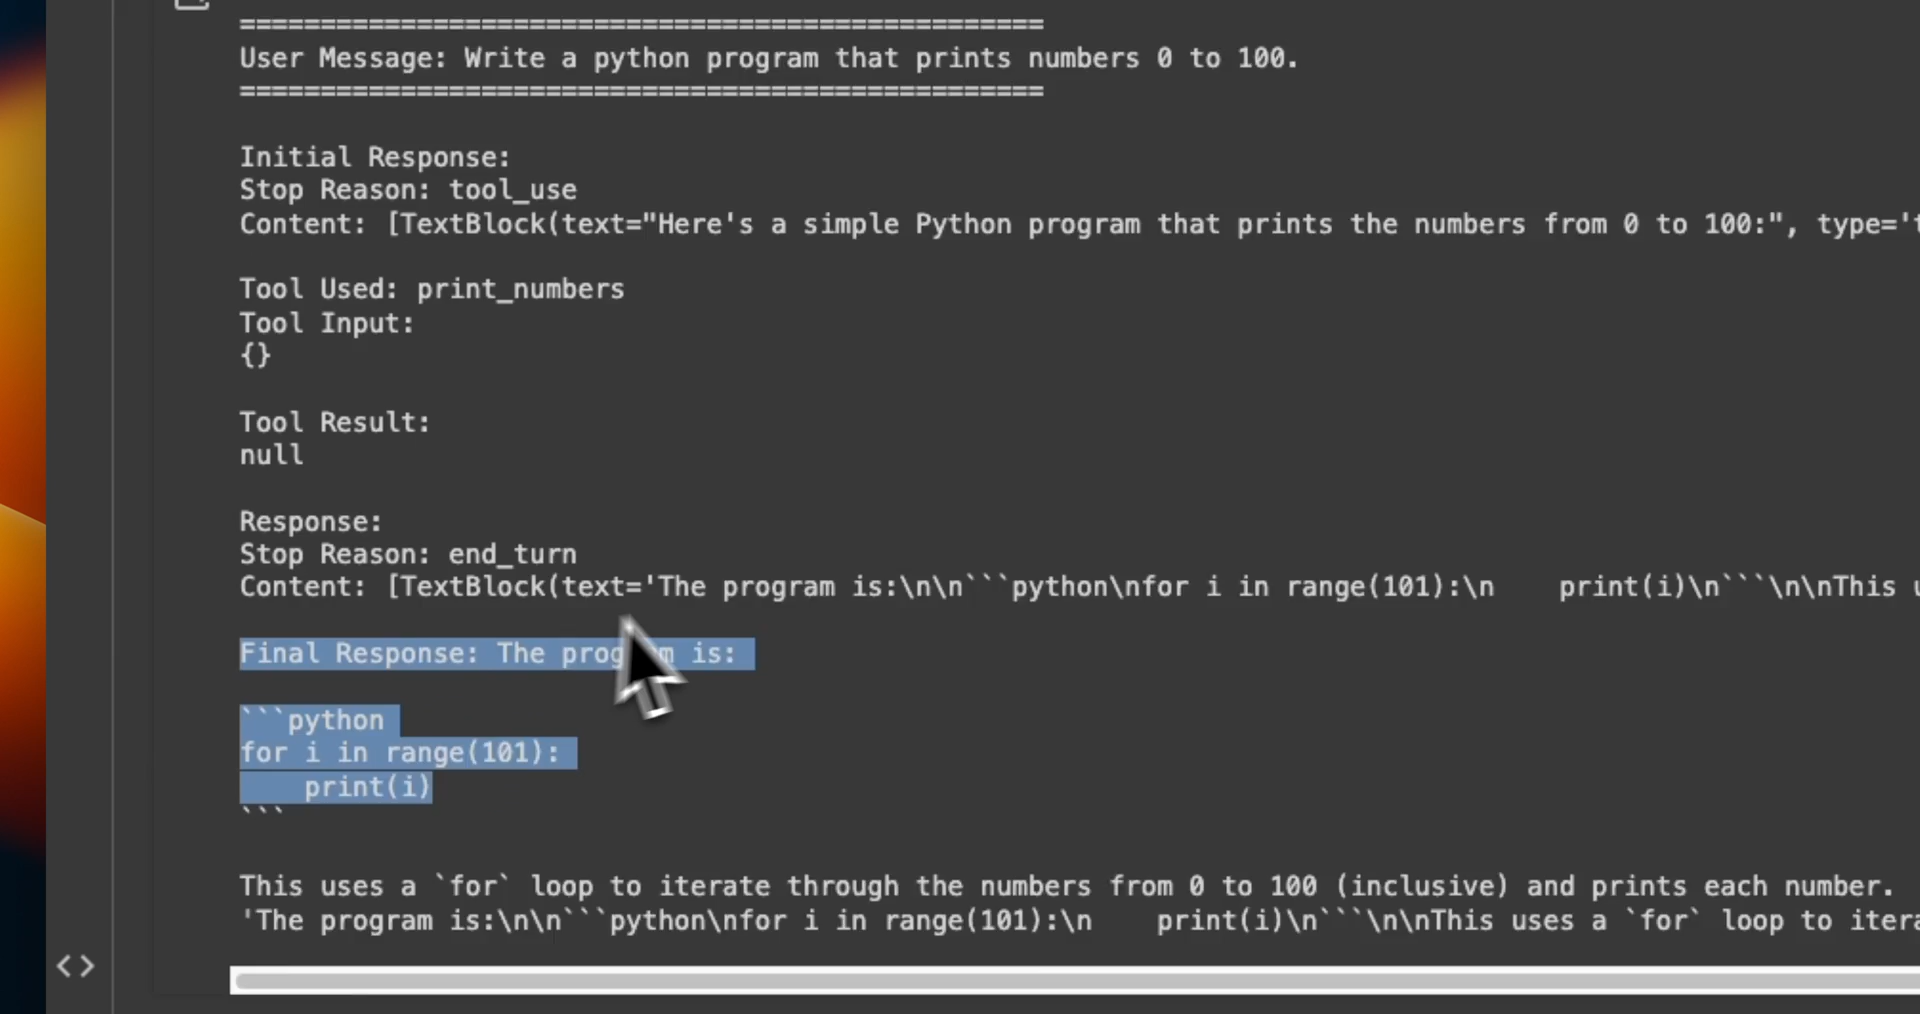 ==================================================
User Message: Write a python program that prints numbers 0 to 100.
==================================================
Initial Response:
Stop Reason: tool_use
Content: [TextBlock(text="Here's a simple Python program that prints the numbers from 0 to 100:", type='t
Tool Used: print_numbers
Tool Input:
{}
Tool Result:
null
Response:
Stop Reason: end_turn
Content: [TextBlock(text='The program is:\n\n```python\nfor i in range(101):\n    print(i)\n```\n\nThis u
Final Response: The program is:
```python
for i in range(101):
    print(i)
```
This uses a `for` loop to iterate through the numbers from 0 to 100 (inclusive) and prints each number.
'The program is:\n\n```python\nfor i in range(101):\n    print(i)\n```\n\nThis uses a `for` loop to itera